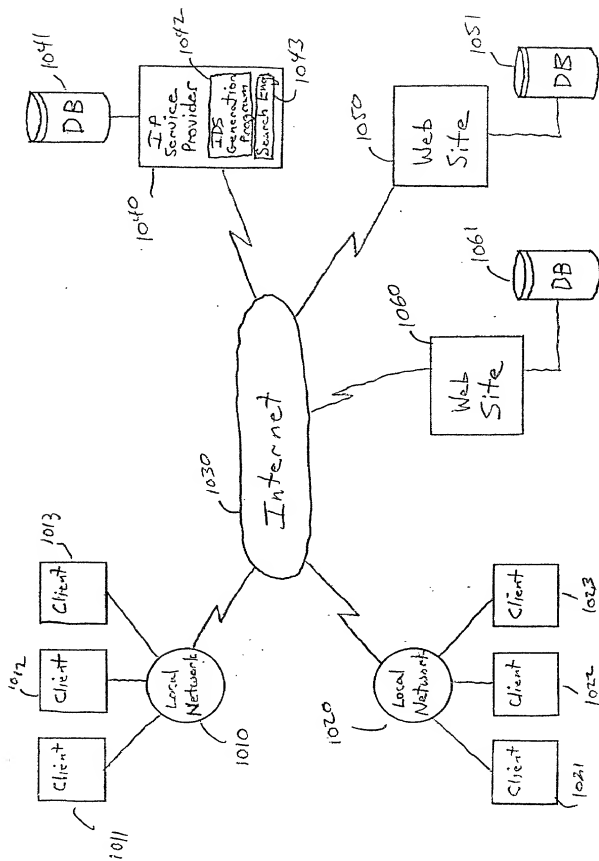 1041
DB
1042
IP
Service
Provider
IDS
Generation
Program
Search Eng
1043
1040
1013
Client
1012
Client
Client
1011
Local
Network
1010
1030
Internet
1050
Web
Site
1051
DB
1060
Web
Site
1061
DB
1020
Local
Network
Client
1023
Client
1022
Client
1021